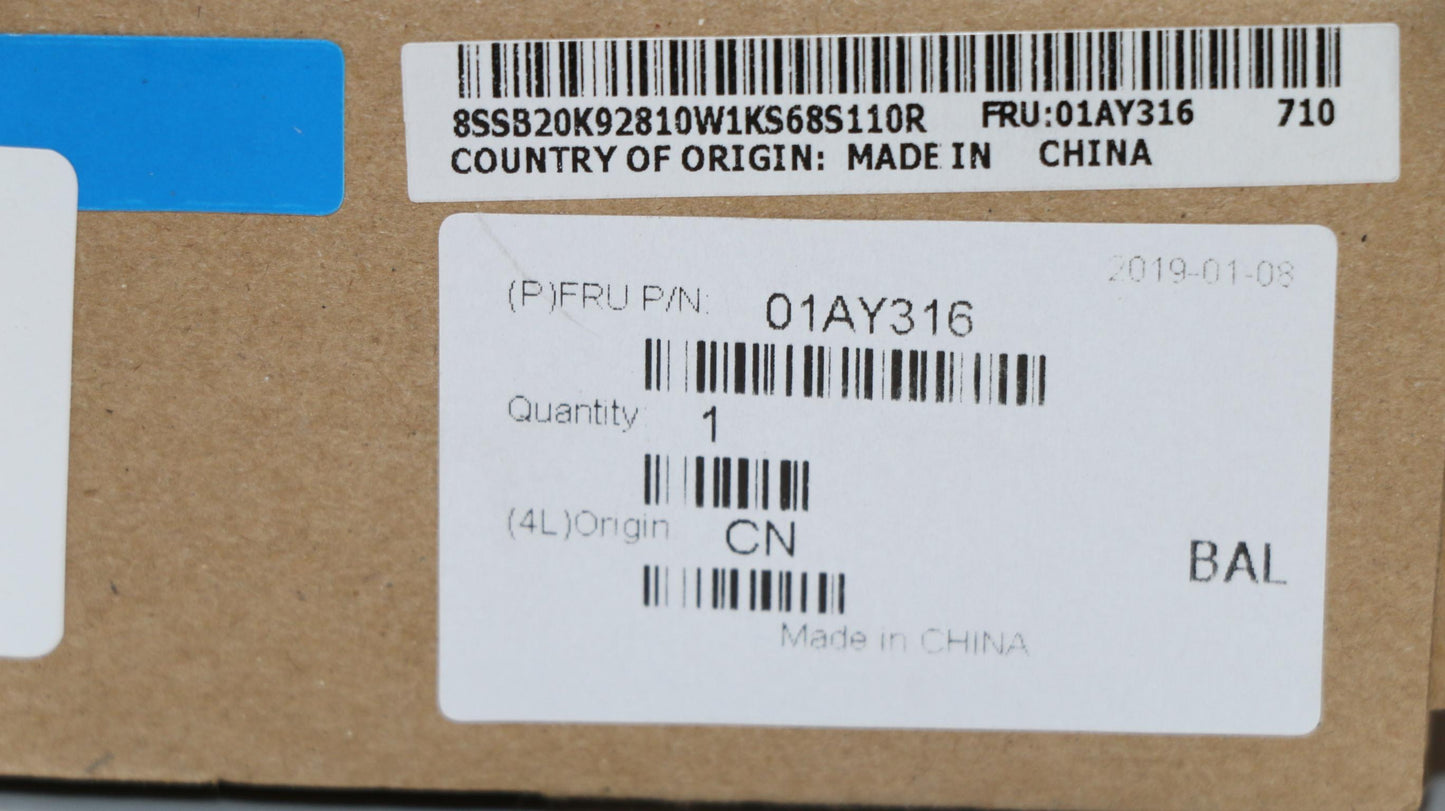 8SSB20K92810W1KS68S110R FRU:01AY316 710
COUNTRY OF ORIGIN: MADE IN CHINA
2019-01-08
(P)FRU P/N: 01AY316
Quantity: 1
(4L)Origin CN
BAL
Made in CHINA